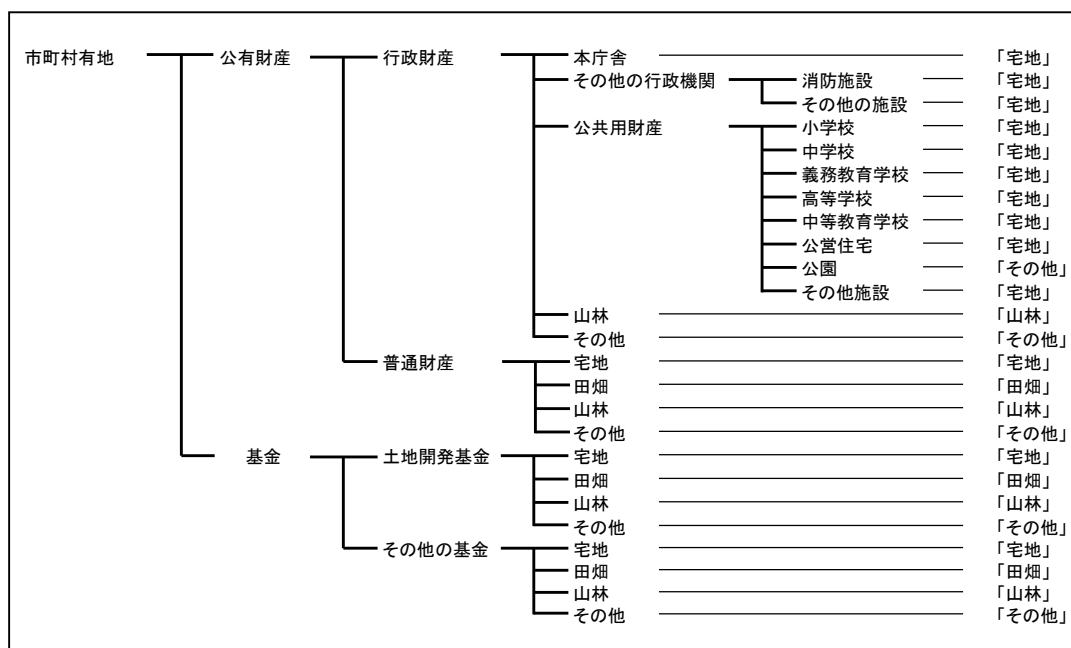 市町村有地 公有財産 行政財産 本庁舎 「宅地」
その他の行政機関 消防施設 「宅地」
その他の施設 「宅地」
公共用財産 小学校 「宅地」
中学校 「宅地」
義務教育学校 「宅地」
高等学校 「宅地」
中等教育学校 「宅地」
公営住宅 「宅地」
公園 「その他」
その他施設 「宅地」
山林 「山林」
その他 「その他」
普通財産 宅地 「宅地」
田畑 「田畑」
山林 「山林」
その他 「その他」
基金 土地開発基金 宅地 「宅地」
田畑 「田畑」
山林 「山林」
その他 「その他」
その他の基金 宅地 「宅地」
田畑 「田畑」
山林 「山林」
その他 「その他」